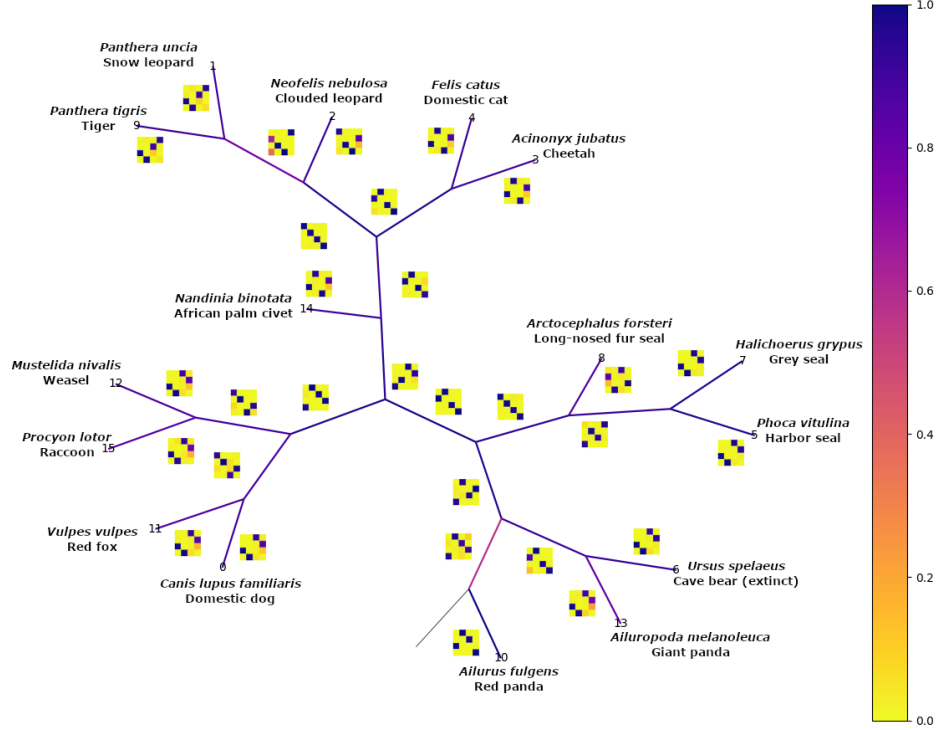 1.0
Panthera uncia
Snow leopard
1
Neofelis nebulosa
Clouded leopard
2
Felis catus
Domestic cat
4
Panthera tigris
Tiger
9
Acinonyx jubatus
Cheetah
3
0.8
Nandinia binotata
African palm civet
14
0.6
Arctocephalus forsteri
Long-nosed fur seal
8
Halichoerus grypus
Grey seal
7
Mustelida nivalis
Weasel
12
Phoca vitulina
Harbor seal
5
Procyon lotor
Raccoon
15
0.4
Vulpes vulpes
Red fox
11
Canis lupus familiaris
Domestic dog
0
Ursus spelaeus
Cave bear (extinct)
6
0.2
Ailuropoda melanoleuca
Giant panda
13
10
Ailurus fulgens
Red panda
0.0